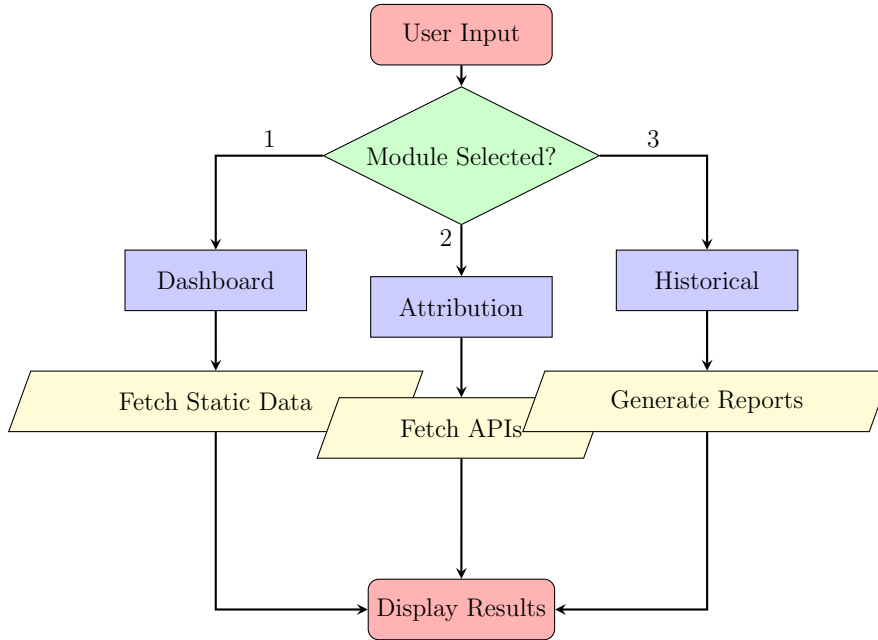 User Input
1
3
Module Selected?
2
Dashboard
Historical
Attribution
Fetch Static Data
Generate Reports
Fetch APIs
Display Results